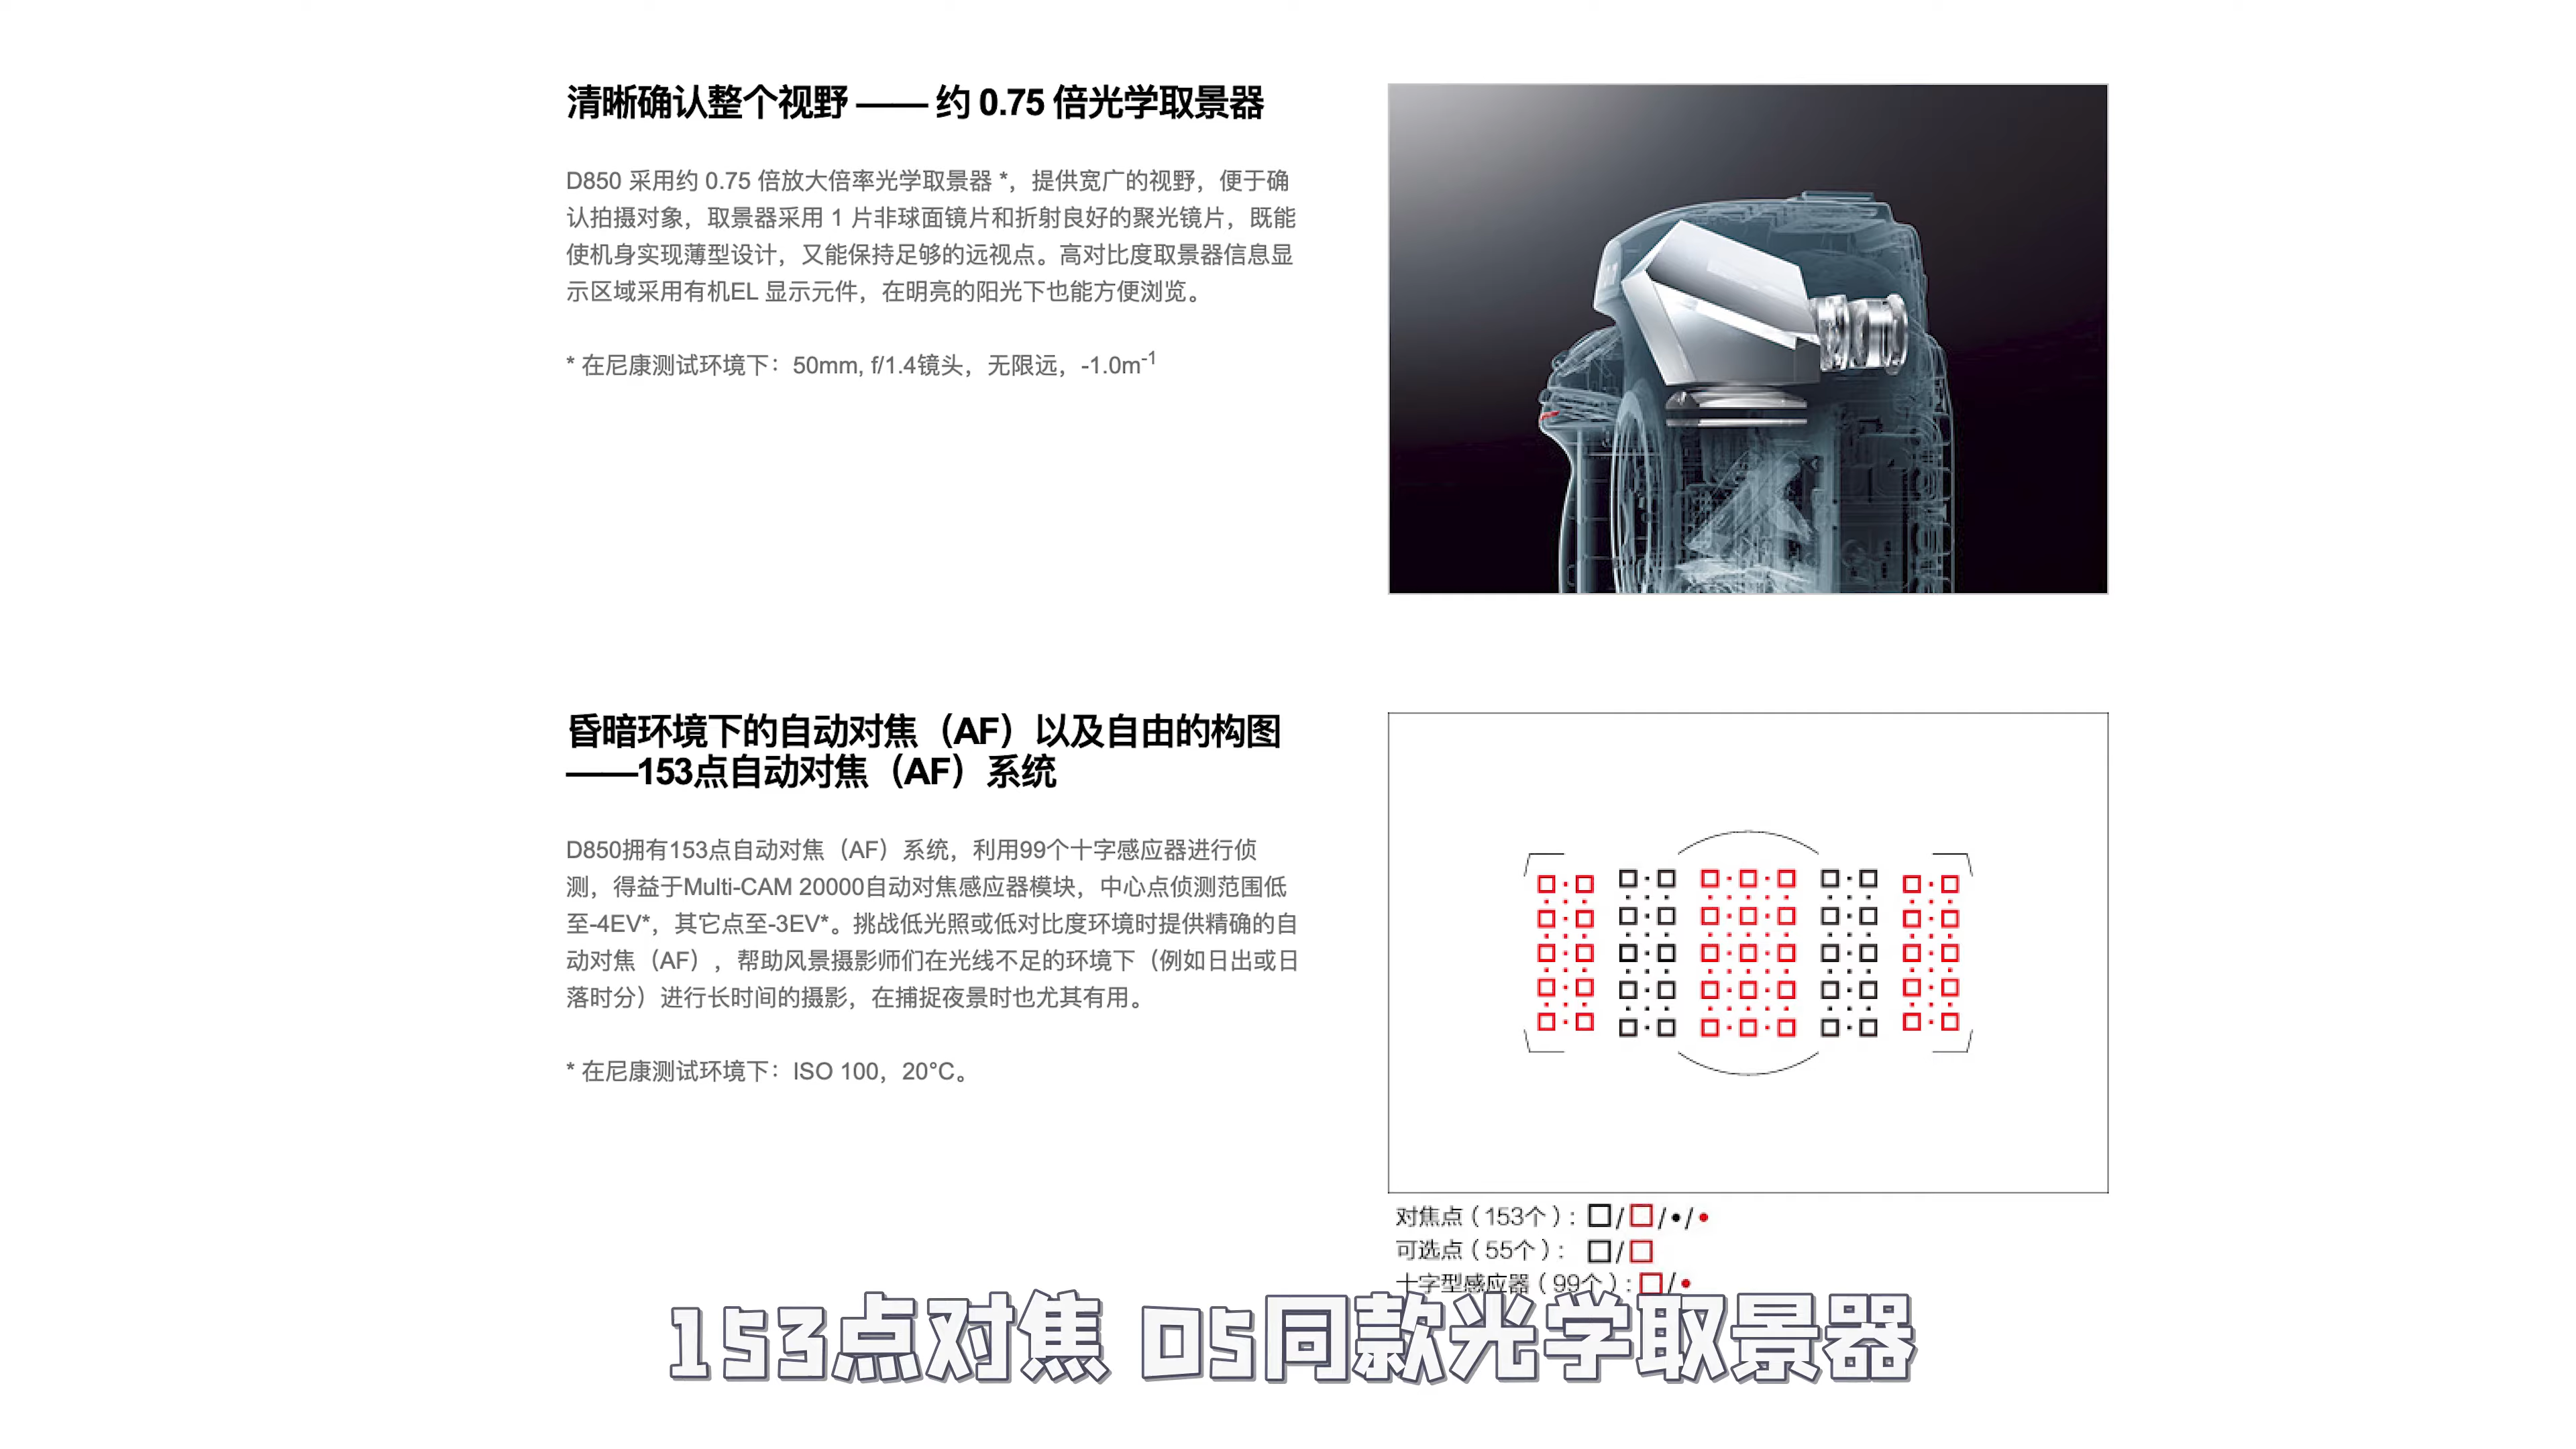 清晰确认整个视野 —— 约 0.75 倍光学取景器
D850 采用约 0.75 倍放大倍率光学取景器 *，提供宽广的视野，便于确
认拍摄对象，取景器采用 1 片非球面镜片和折射良好的聚光镜片，既能
使机身实现薄型设计，又能保持足够的远视点。高对比度取景器信息显
示区域采用有机EL 显示元件，在明亮的阳光下也能方便浏览。
* 在尼康测试环境下：50mm, f/1.4镜头，无限远，-1.0m-1
昏暗环境下的自动对焦（AF）以及自由的构图
——153点自动对焦（AF）系统
D850拥有153点自动对焦（AF）系统，利用99个十字感应器进行侦
测，得益于Multi-CAM 20000自动对焦感应器模块，中心点侦测范围低
至-4EV*，其它点至-3EV*。挑战低光照或低对比度环境时提供精确的自
动对焦（AF），帮助风景摄影师们在光线不足的环境下（例如日出或日
落时分）进行长时间的摄影，在捕捉夜景时也尤其有用。
* 在尼康测试环境下：ISO 100，20°C。
对焦点（153个）：□/□/•/•
可选点（55个）：□/□
十字型感应器（99个）：□/•
153点对焦 D5同款光学取景器